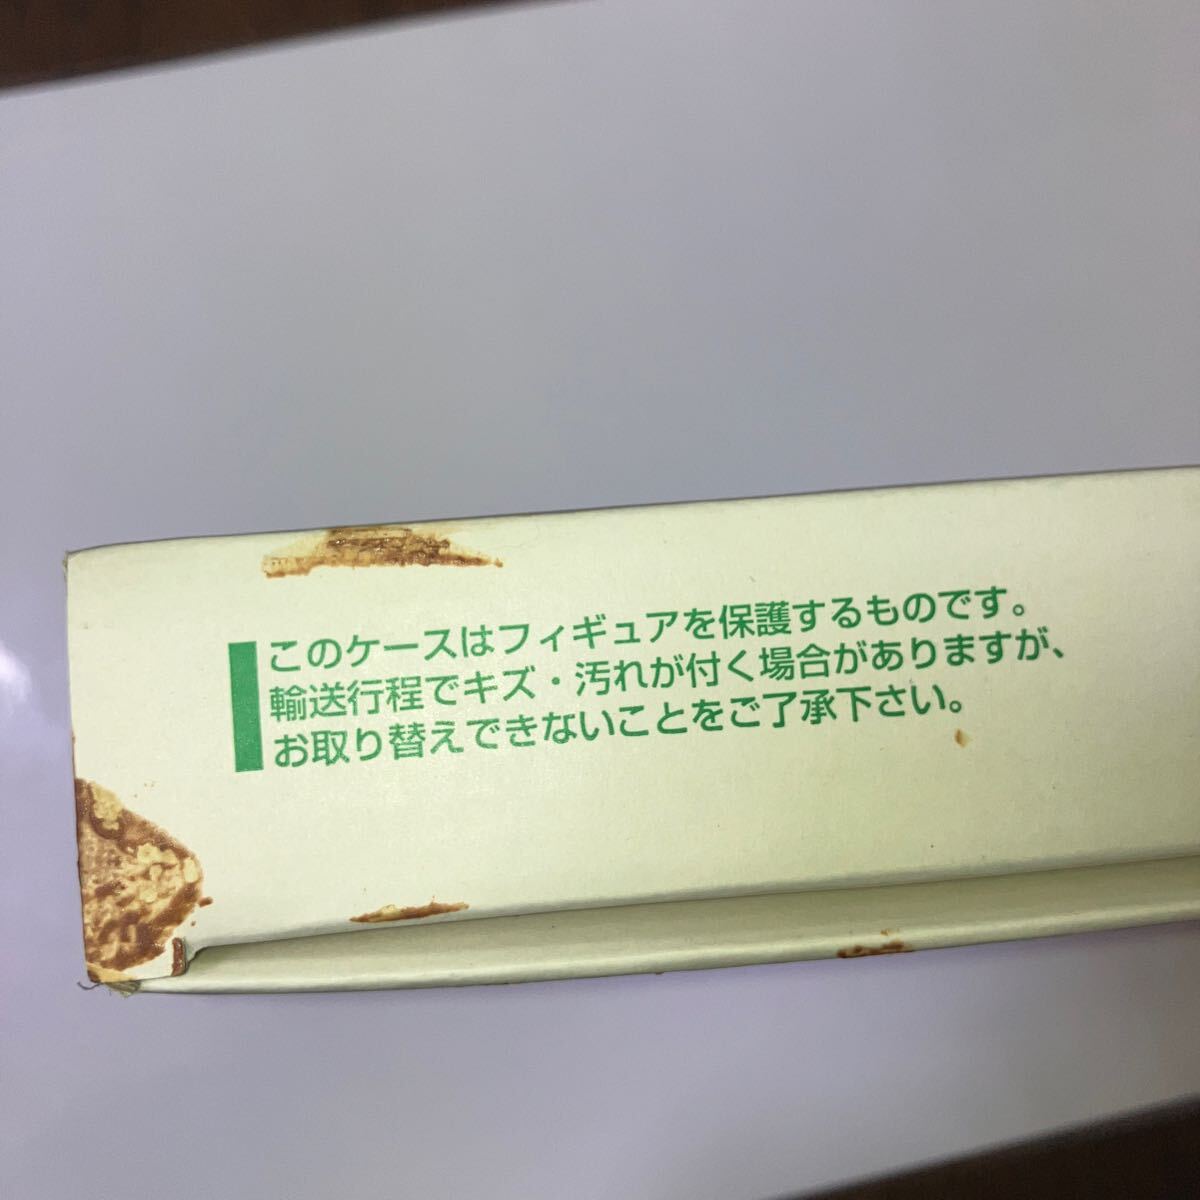 このケースはフィギュアを保護するものです。
輸送行程でキズ・汚れが付く場合がありますが、
お取り替えできないことをご了承下さい。